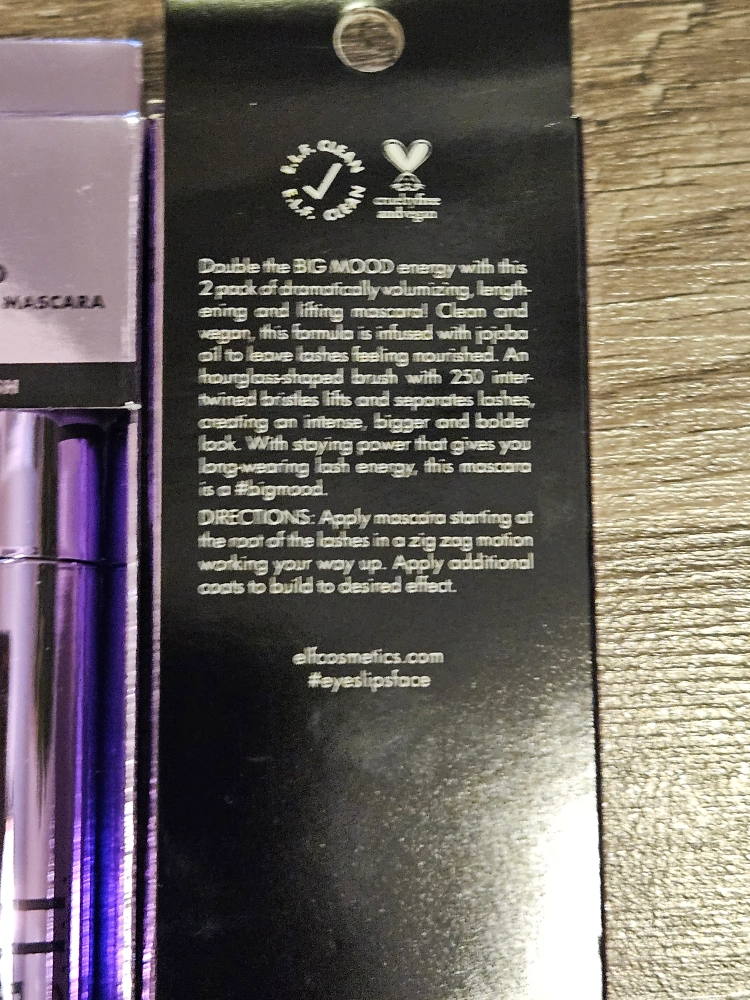 MASCARA
E.L.F. CLEAN
E.L.F. CLEAN
cruelty free
and vegan
Double the BIG MOOD energy with this
2 pack of dramatically volumizing, length-
ening and lifting mascara! Clean and
vegan, this formula is infused with jojoba
oil to leave lashes feeling nourished. An
hourglass-shaped brush with 250 inter-
twined bristles lifts and separates lashes,
creating an intense, bigger and bolder
look. With staying power that gives you
long-wearing lash energy, this mascara
is a #bigmood.
DIRECTIONS: Apply mascara starting at
the root of the lashes in a zig zag motion
working your way up. Apply additional
coats to build to desired effect.
elfcosmetics.com
#eyeslipsface